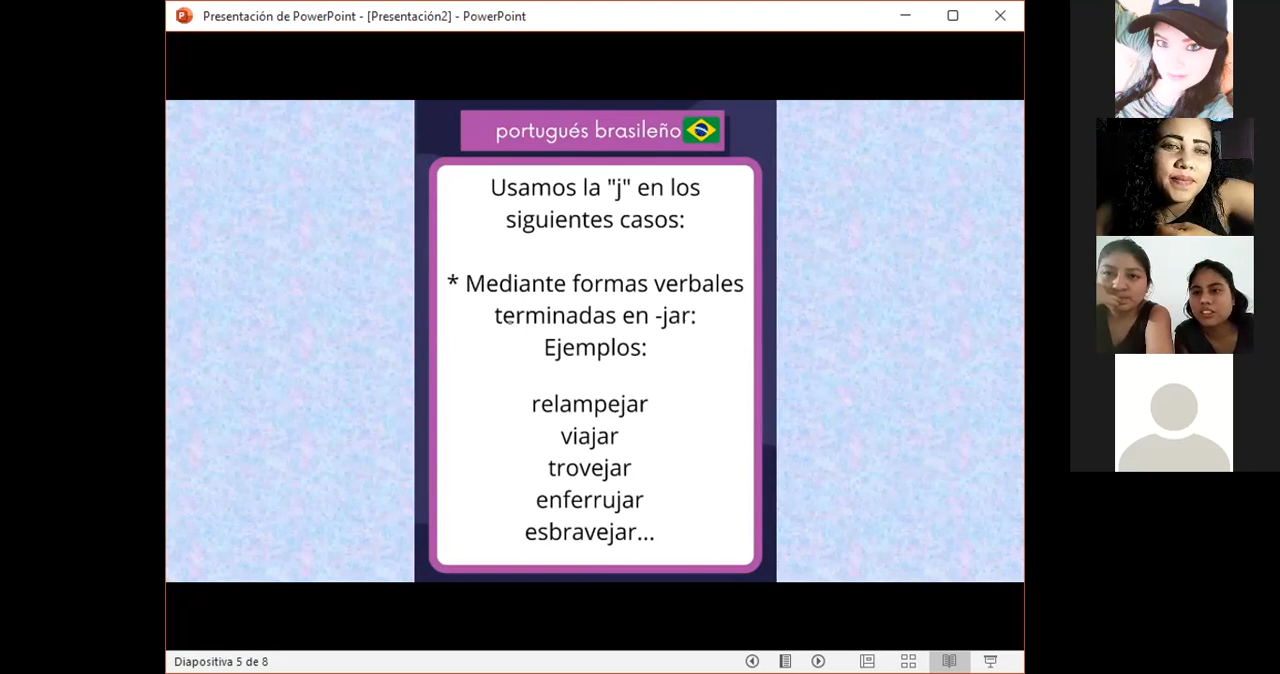 Presentación de PowerPoint - [Presentación2] - PowerPoint
portugués brasileño
Usamos la "j" en los
siguientes casos:
* Mediante formas verbales
terminadas en -jar:
Ejemplos:
relampejar
viajar
trovejar
enferrujar
esbravejar...
Diapositiva 5 de 8